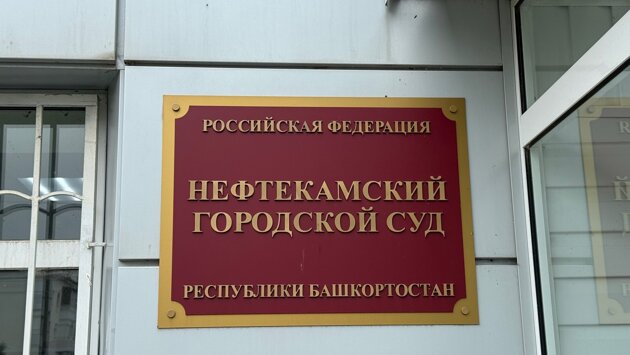 РОССИЙСКАЯ ФЕДЕРАЦИЯ
НЕФТЕКАМСКИЙ
ГОРОДСКОЙ СУД
РЕСПУБЛИКИ БАШКОРТОСТАН